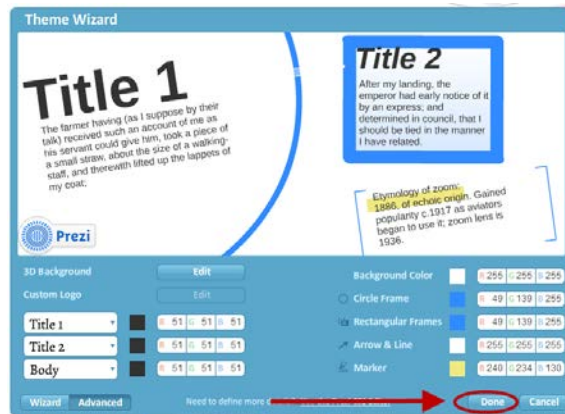 Theme Wizard
Title 1
The farmer having (as I suppose by their
talk) received such an account of me as
his servant could give him, took a piece of
a small straw, about the size of a walking-
staff, and therewith lifted up the lappets of
my coat;
Title 2
After my landing, the
emperor had early notice of it
by an express; and
determined in council, that I
should be tied in the manner
I have related.
Etymology of zoom:
1886, of echoic origin. Gained
popularity c.1917 as aviators
began to use it; zoom lens is
1936.
Prezi
3D Background Edit
Custom Logo Edit
Title 1 R 51 G 51 B 51
Title 2 R 51 G 51 B 51
Body R 51 G 51 B 51
Background Color R 255 G 255 B 255
Circle Frame R 49 G 139 B 255
Rectangular Frames R 49 G 139 B 255
Arrow & Line R 255 G 255 B 255
Marker R 240 G 234 B 130
Wizard Advanced Need to define more Done Cancel